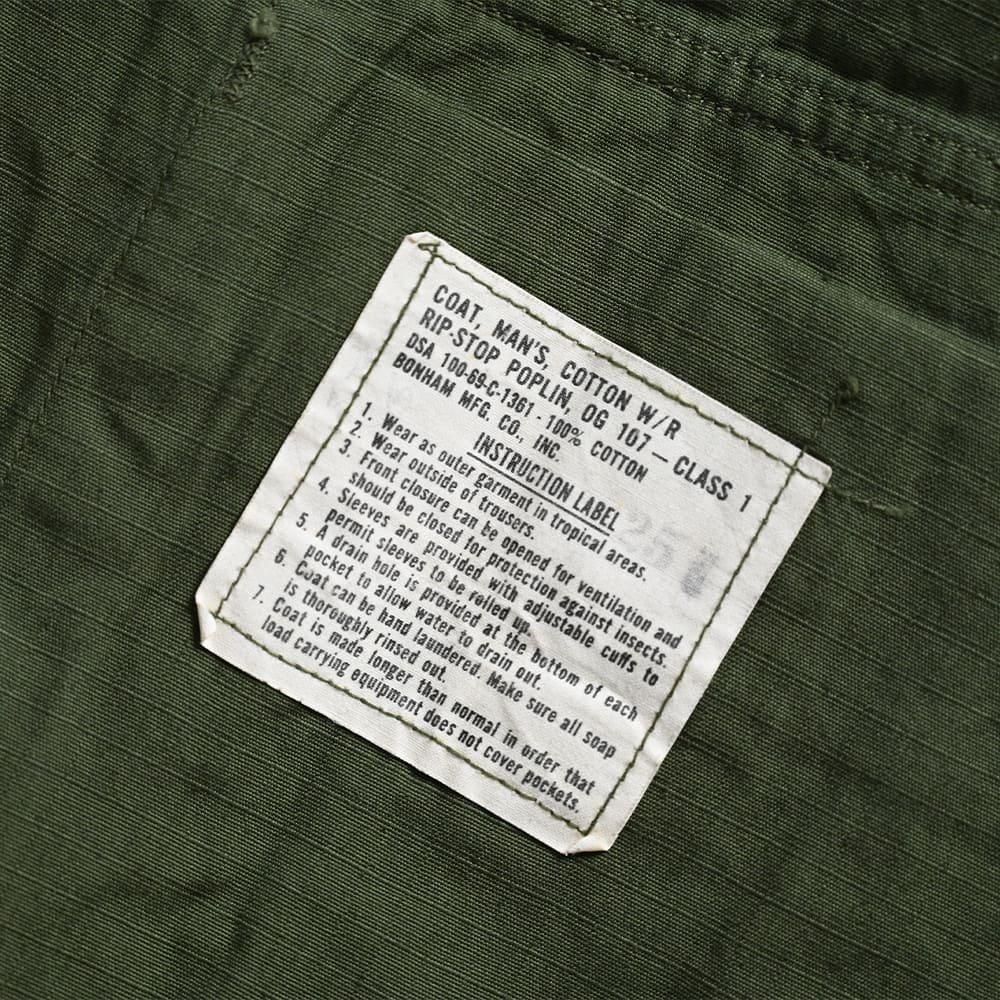 COAT, MAN'S, COTTON W/R
RIP-STOP POPLIN, OG 107 — CLASS 1
DSA 100-69-C-1361 - 100% COTTON
BONHAM MFG. CO., INC.
INSTRUCTION LABEL
1. Wear as outer garment in tropical areas.
2. Wear outside of trousers.
3. Front closure can be opened for ventilation and
should be closed for protection against insects.
4. Sleeves are provided with adjustable cuffs to
permit sleeves to be rolled up.
5. A drain hole is provided at the bottom of each
pocket to allow water to drain out.
6. Coat can be hand laundered. Make sure all soap
is thoroughly rinsed out.
7. Coat is made longer than normal in order that
load carrying equipment does not cover pockets.